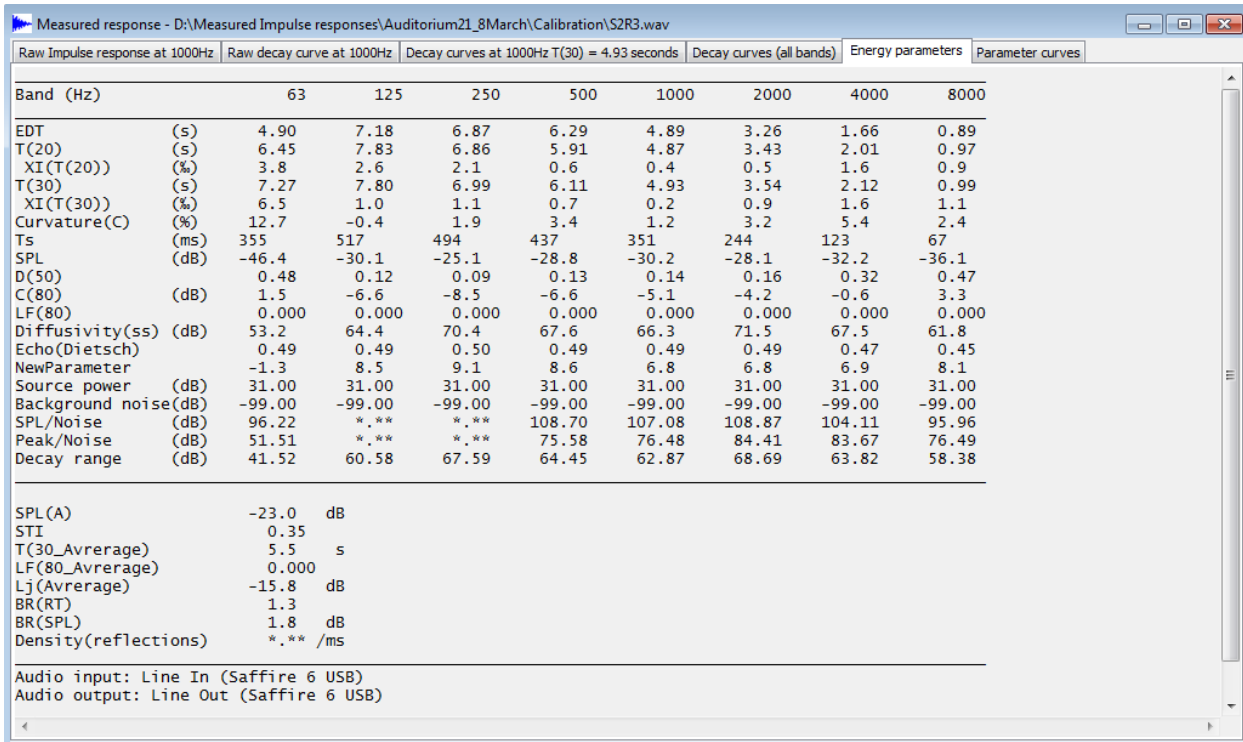 Measured response - D:\Measured Impulse responses\Auditorium21_8March\Calibration\S2R3.wav
Raw Impulse response at 1000Hz Raw decay curve at 1000Hz Decay curves at 1000Hz T(30) = 4.93 seconds Decay curves (all bands) Energy parameters Parameter curves
Band (Hz) 63 125 250 500 1000 2000 4000 8000
EDT (s) 4.90 7.18 6.87 6.29 4.89 3.26 1.66 0.89
T(20) (s) 6.45 7.83 6.86 5.91 4.87 3.43 2.01 0.97
XI(T(20)) (‰) 3.8 2.6 2.1 0.6 0.4 0.5 1.6 0.9
T(30) (s) 7.27 7.80 6.99 6.11 4.93 3.54 2.12 0.99
XI(T(30)) (‰) 6.5 1.0 1.1 0.7 0.2 0.9 1.6 1.1
Curvature(C) (%) 12.7 -0.4 1.9 3.4 1.2 3.2 5.4 2.4
Ts (ms) 355 517 494 437 351 244 123 67
SPL (dB) -46.4 -30.1 -25.1 -28.8 -30.2 -28.1 -32.2 -36.1
D(50) 0.48 0.12 0.09 0.13 0.14 0.16 0.32 0.47
C(80) (dB) 1.5 -6.6 -8.5 -6.6 -5.1 -4.2 -0.6 3.3
LF(80) 0.000 0.000 0.000 0.000 0.000 0.000 0.000 0.000
Diffusivity(ss) (dB) 53.2 64.4 70.4 67.6 66.3 71.5 67.5 61.8
Echo(Dietsch) 0.49 0.49 0.50 0.49 0.49 0.49 0.47 0.45
NewParameter -1.3 8.5 9.1 8.6 6.8 6.8 6.9 8.1
Source power (dB) 31.00 31.00 31.00 31.00 31.00 31.00 31.00 31.00
Background noise(dB) -99.00 -99.00 -99.00 -99.00 -99.00 -99.00 -99.00 -99.00
SPL/Noise (dB) 96.22 *.** *.** 108.70 107.08 108.87 104.11 95.96
Peak/Noise (dB) 51.51 *.** *.** 75.58 76.48 84.41 83.67 76.49
Decay range (dB) 41.52 60.58 67.59 64.45 62.87 68.69 63.82 58.38
SPL(A) -23.0 dB
STI 0.35
T(30_Avrerage) 5.5 s
LF(80_Avrerage) 0.000
Lj(Avrerage) -15.8 dB
BR(RT) 1.3
BR(SPL) 1.8 dB
Density(reflections) *.** /ms
Audio input: Line In (Saffire 6 USB)
Audio output: Line Out (Saffire 6 USB)